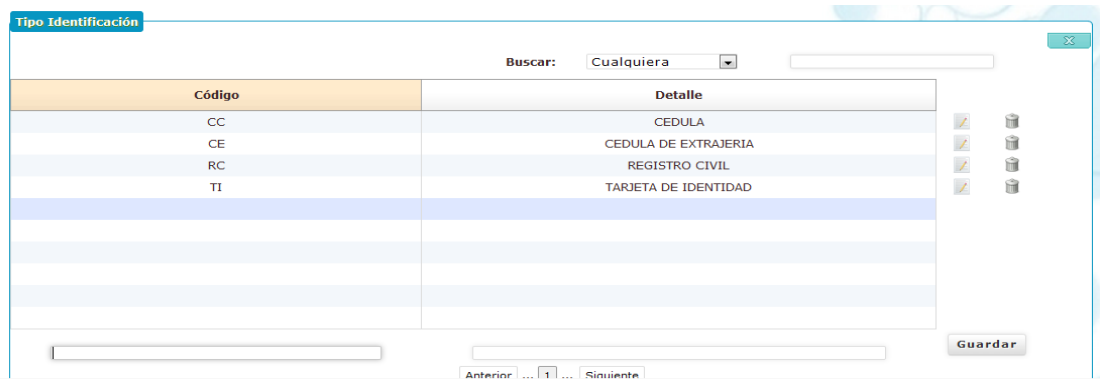 Tipo Identificación
Buscar: Cualquiera
Código Detalle
CC CEDULA
CE CEDULA DE EXTRAJERIA
RC REGISTRO CIVIL
TI TARJETA DE IDENTIDAD
Guardar
Anterior ... 1 ... Siguiente